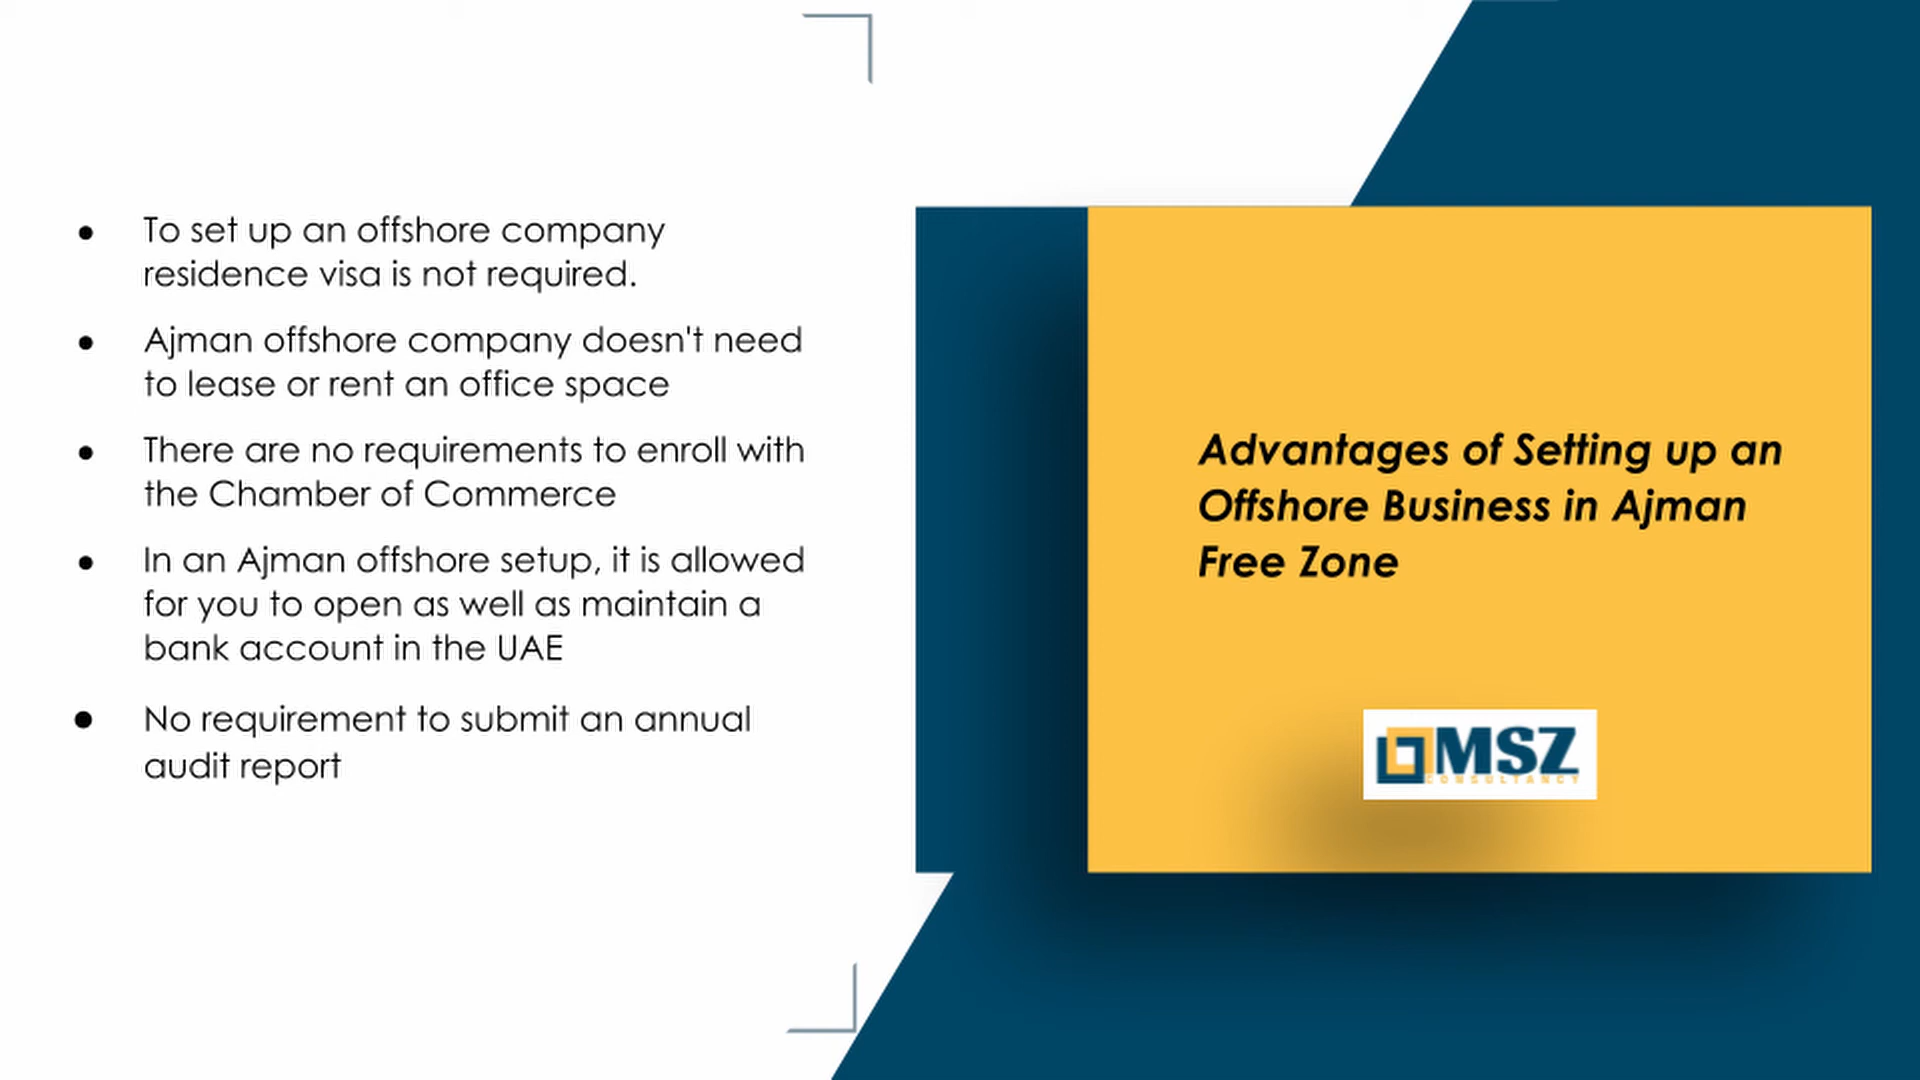 ● To set up an offshore company
residence visa is not required.
● Ajman offshore company doesn't need
to lease or rent an office space
● There are no requirements to enroll with
the Chamber of Commerce
● In an Ajman offshore setup, it is allowed
for you to open as well as maintain a
bank account in the UAE
● No requirement to submit an annual
audit report
Advantages of Setting up an
Offshore Business in Ajman
Free Zone
MSZ
CONSULTANCY